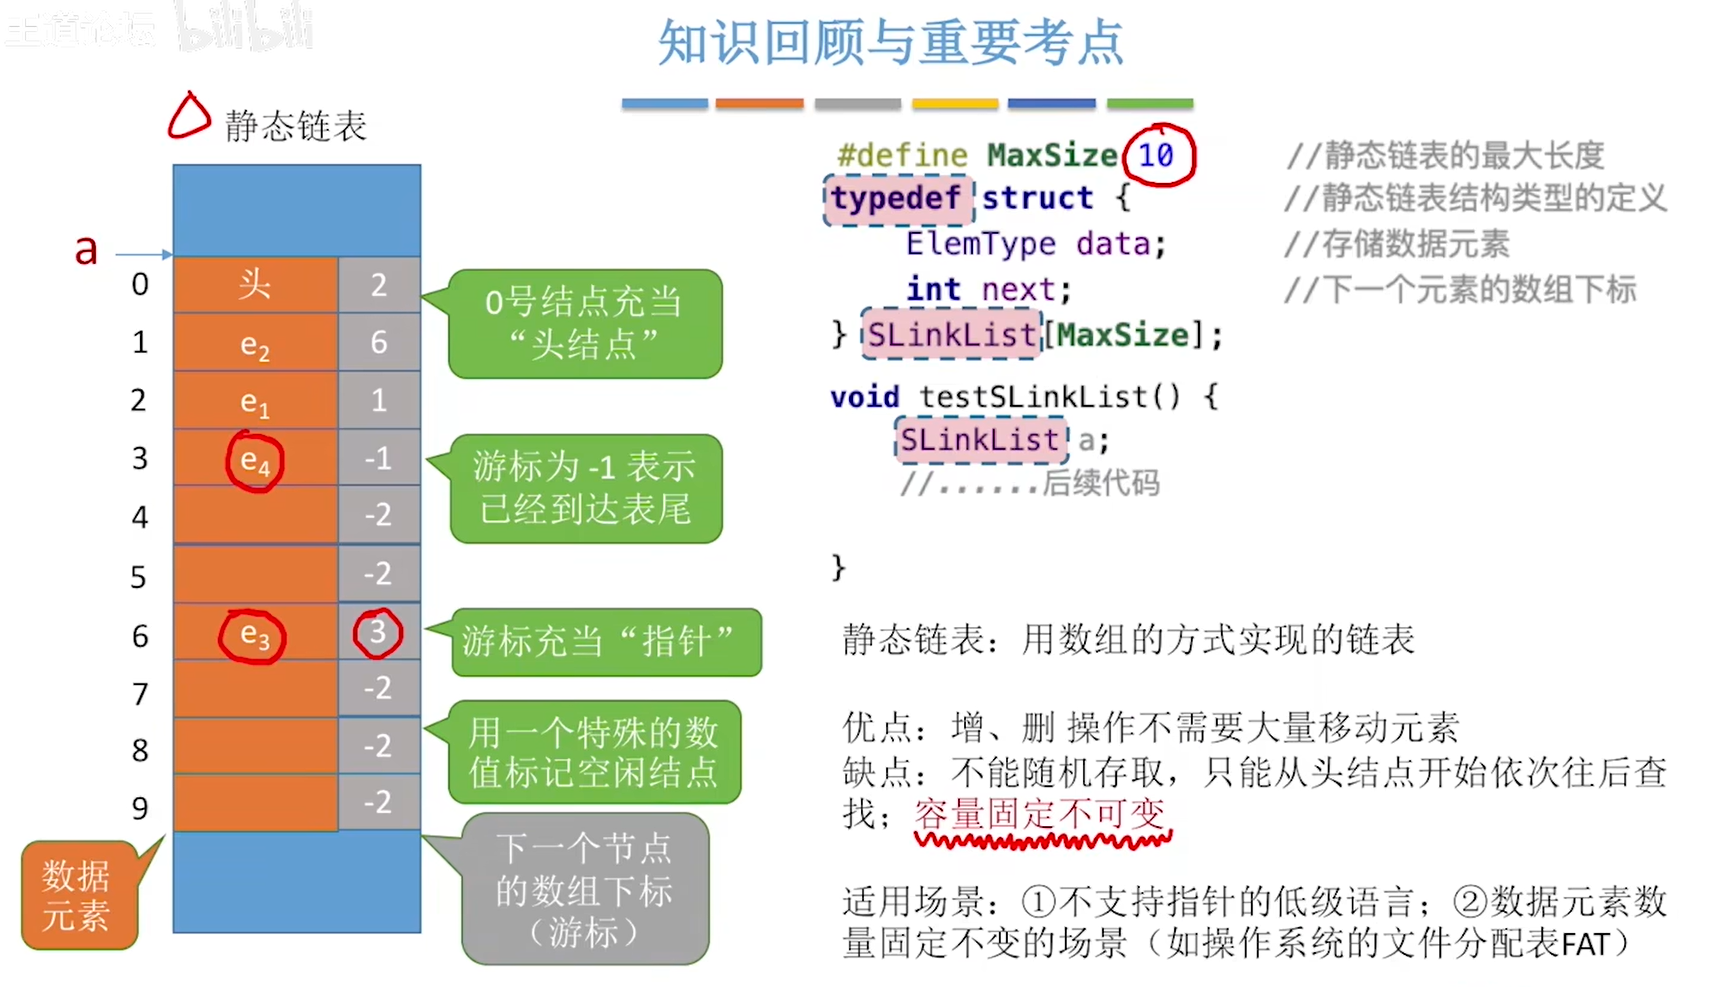 王道论坛 bilibili
知识回顾与重要考点
静态链表
a
0 头 2
1 e₂ 6
2 e₁ 1
3 e₄ -1
4 -2
5 -2
6 e₃ 3
7 -2
8 -2
9 -2
0号结点充当
“头结点”
游标为 -1 表示
已经到达表尾
游标充当“指针”
用一个特殊的数
值标记空闲结点
下一个节点
的数组下标
（游标）
数据
元素
#define MaxSize 10 //静态链表的最大长度
typedef struct { //静态链表结构类型的定义
ElemType data; //存储数据元素
int next; //下一个元素的数组下标
} SLinkList[MaxSize];
void testSLinkList() {
SLinkList a;
//......后续代码
}
静态链表：用数组的方式实现的链表
优点：增、删 操作不需要大量移动元素
缺点：不能随机存取，只能从头结点开始依次往后查
找；容量固定不可变
适用场景：①不支持指针的低级语言；②数据元素数
量固定不变的场景（如操作系统的文件分配表FAT）